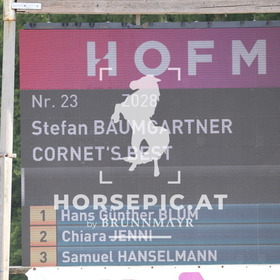 HOFM
Nr. 23 2028
Stefan BAUMGARTNER
CORNET'S BEST
HORSEPIC.AT
by BRUNNMAYR
1 Hans Günther BLUM
2 Chiara JENNI
3 Samuel HANSELMANN